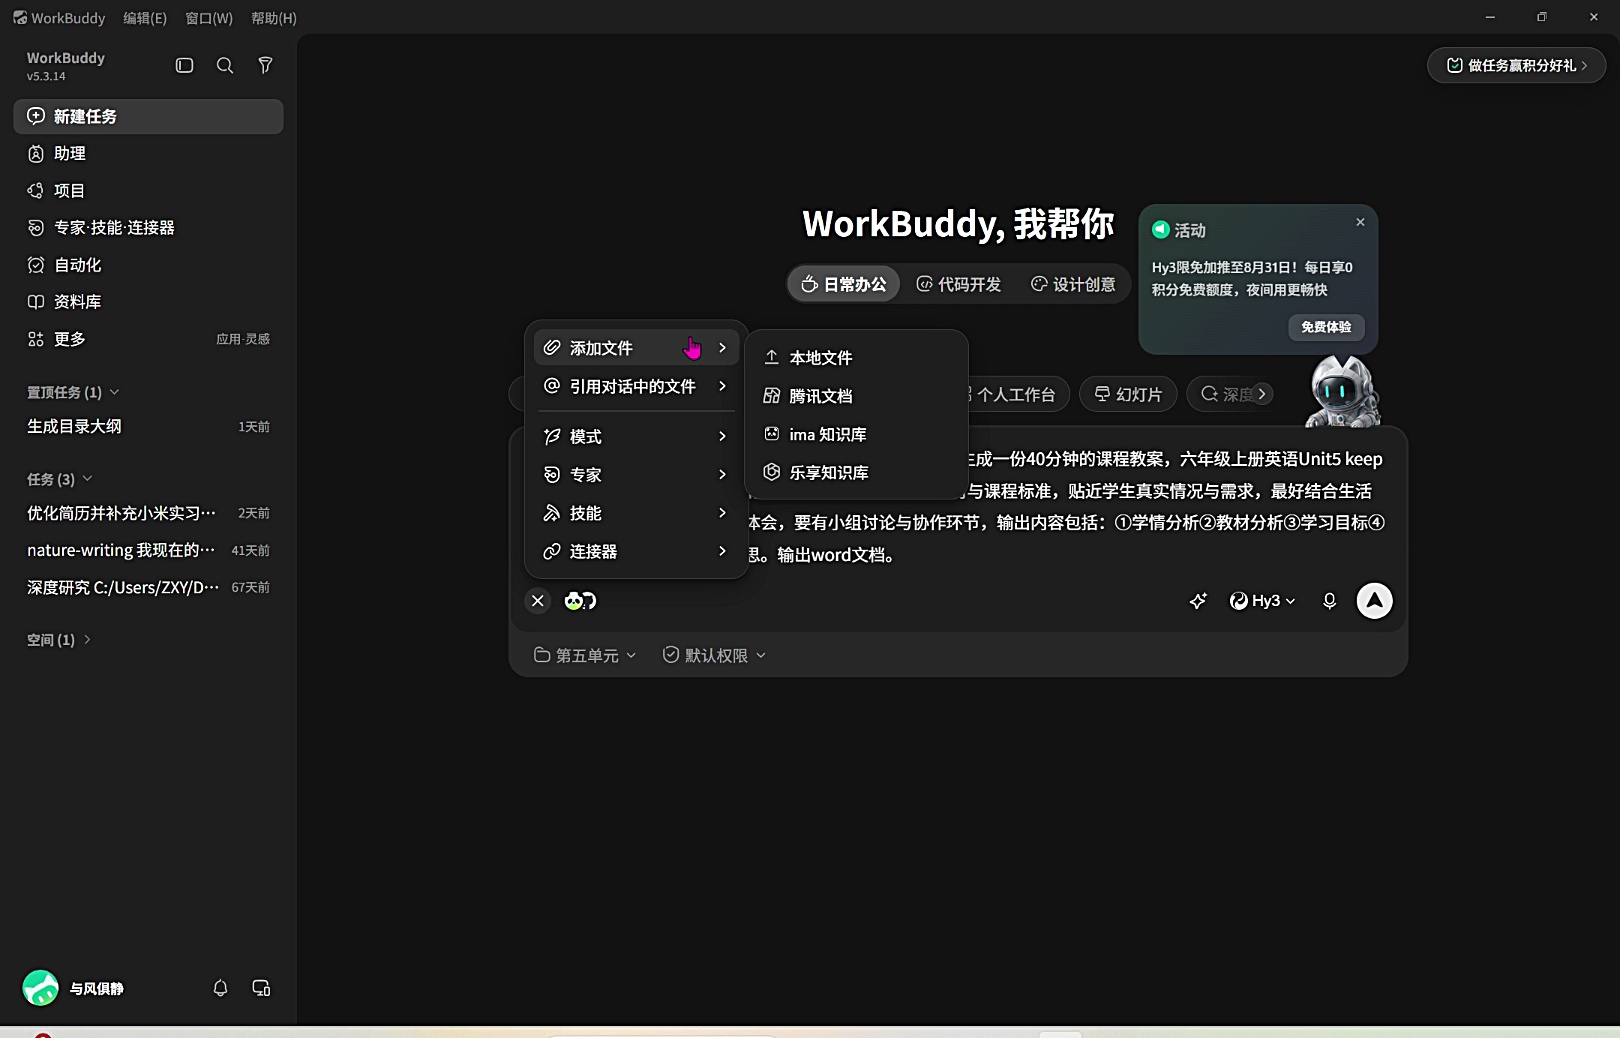 WorkBuddy 编辑(E) 窗口(W) 帮助(H)
WorkBuddy
v5.3.14
做任务赢积分好礼
新建任务
助理
项目
专家·技能·连接器
自动化
资料库
更多 应用·灵感
置顶任务 (1)
生成目录大纲 1天前
任务 (3)
优化简历并补充小米实习··· 2天前
nature-writing 我现在的··· 41天前
深度研究 C:/Users/ZXY/D··· 67天前
空间 (1)
与风俱静
WorkBuddy, 我帮你
日常办公 代码开发 设计创意
活动
Hy3限免加推至8月31日！每日享0
积分免费额度，夜间用更畅快
免费体验
添加文件
引用对话中的文件
模式
专家
技能
连接器
本地文件
腾讯文档
ima 知识库
乐享知识库
个人工作台 幻灯片 深度
成一份40分钟的课程教案，六年级上册英语Unit5 keep
与课程标准，贴近学生真实情况与需求，最好结合生活
体会，要有小组讨论与协作环节，输出内容包括：①学情分析②教材分析③学习目标④
思。输出word文档。
Hy3
第五单元 默认权限